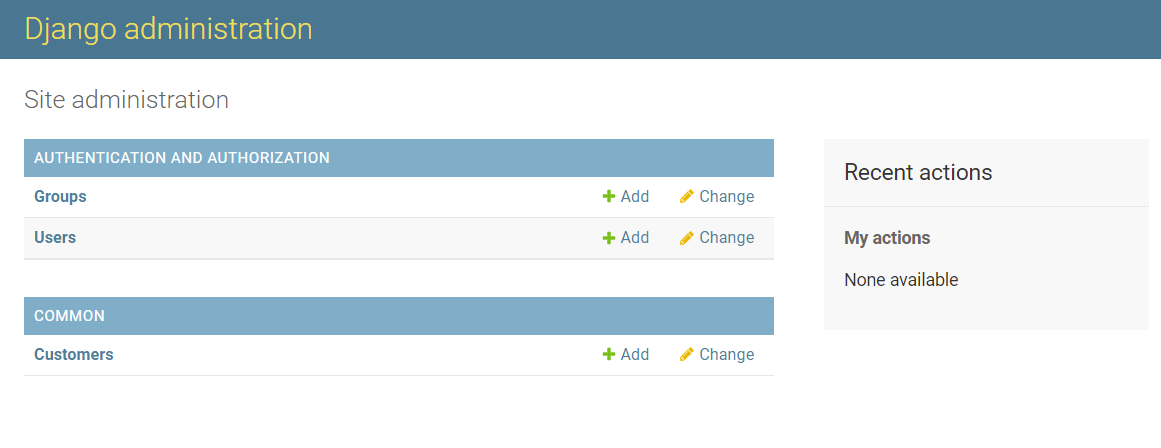 Django administration
Site administration
AUTHENTICATION AND AUTHORIZATION
Groups Add Change
Users Add Change
COMMON
Customers Add Change
Recent actions
My actions
None available